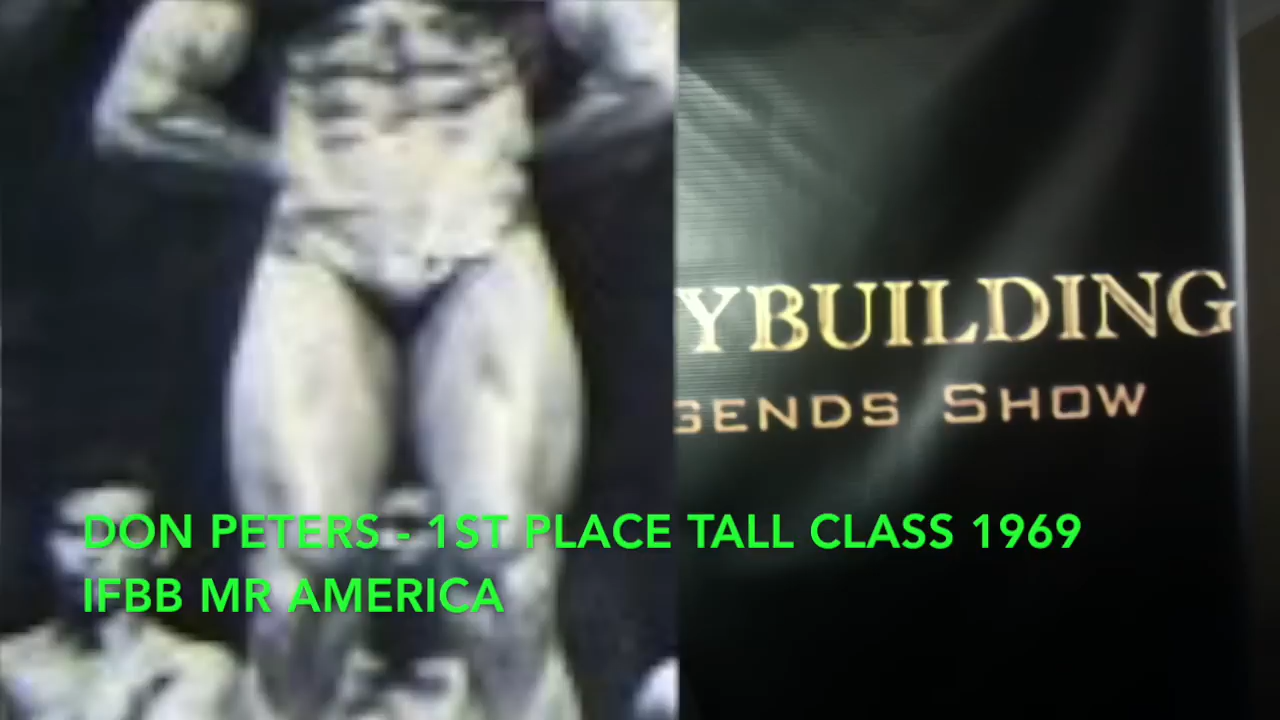 YBUILDING
GENDS SHOW
DON PETERS - 1ST PLACE TALL CLASS 1969
IFBB MR AMERICA